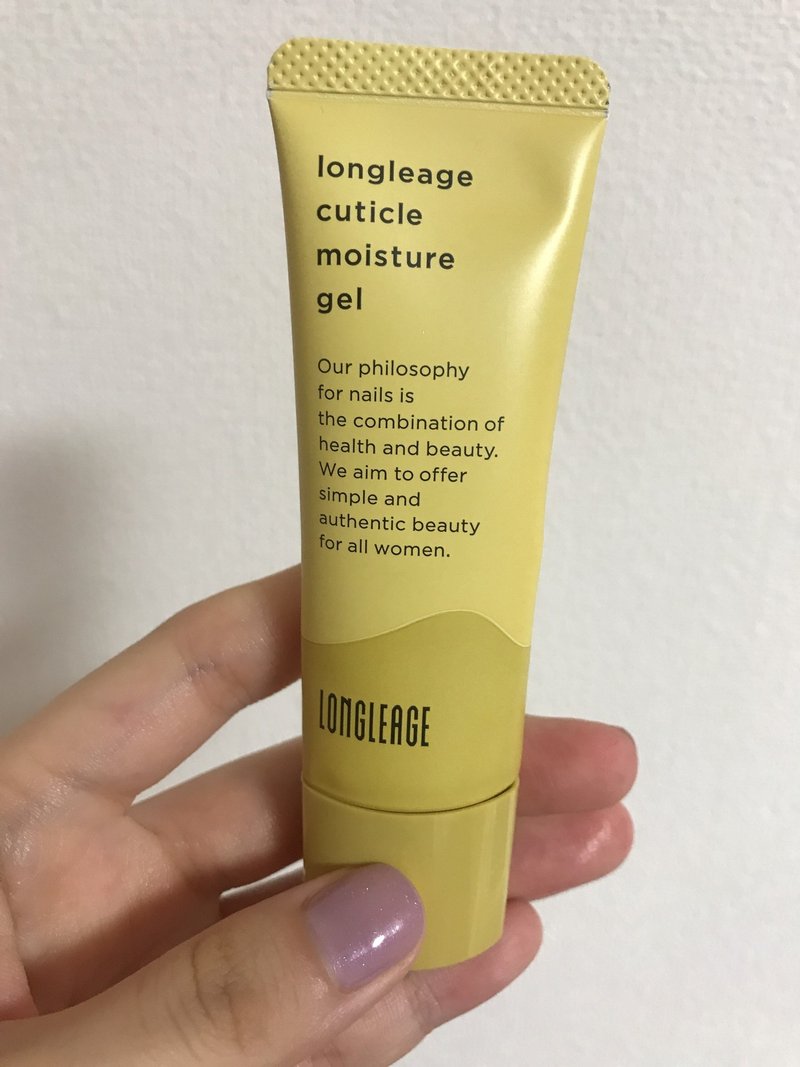 longleage
cuticle
moisture
gel
Our philosophy
for nails is
the combination of
health and beauty.
We aim to offer
simple and
authentic beauty
for all women.
LONGLEAGE